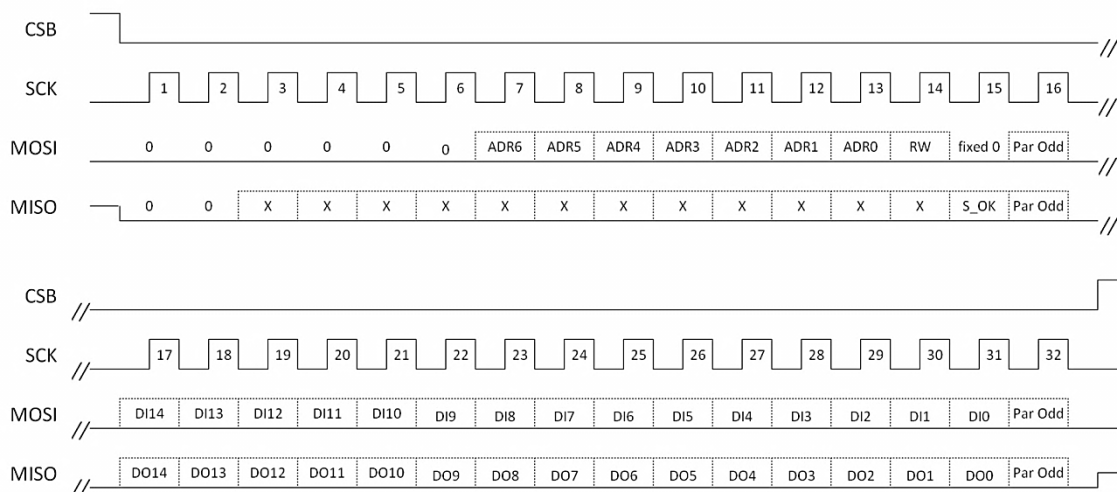 CSB
SCK 1 2 3 4 5 6 7 8 9 10 11 12 13 14 15 16
MOSI 0 0 0 0 0 0 ADR6 ADR5 ADR4 ADR3 ADR2 ADR1 ADR0 RW fixed 0 Par Odd
MISO 0 0 X X X X X X X X X X X X S_OK Par Odd
CSB
SCK 17 18 19 20 21 22 23 24 25 26 27 28 29 30 31 32
MOSI DI14 DI13 DI12 DI11 DI10 DI9 DI8 DI7 DI6 DI5 DI4 DI3 DI2 DI1 DI0 Par Odd
MISO DO14 DO13 DO12 DO11 DO10 DO9 DO8 DO7 DO6 DO5 DO4 DO3 DO2 DO1 DO0 Par Odd